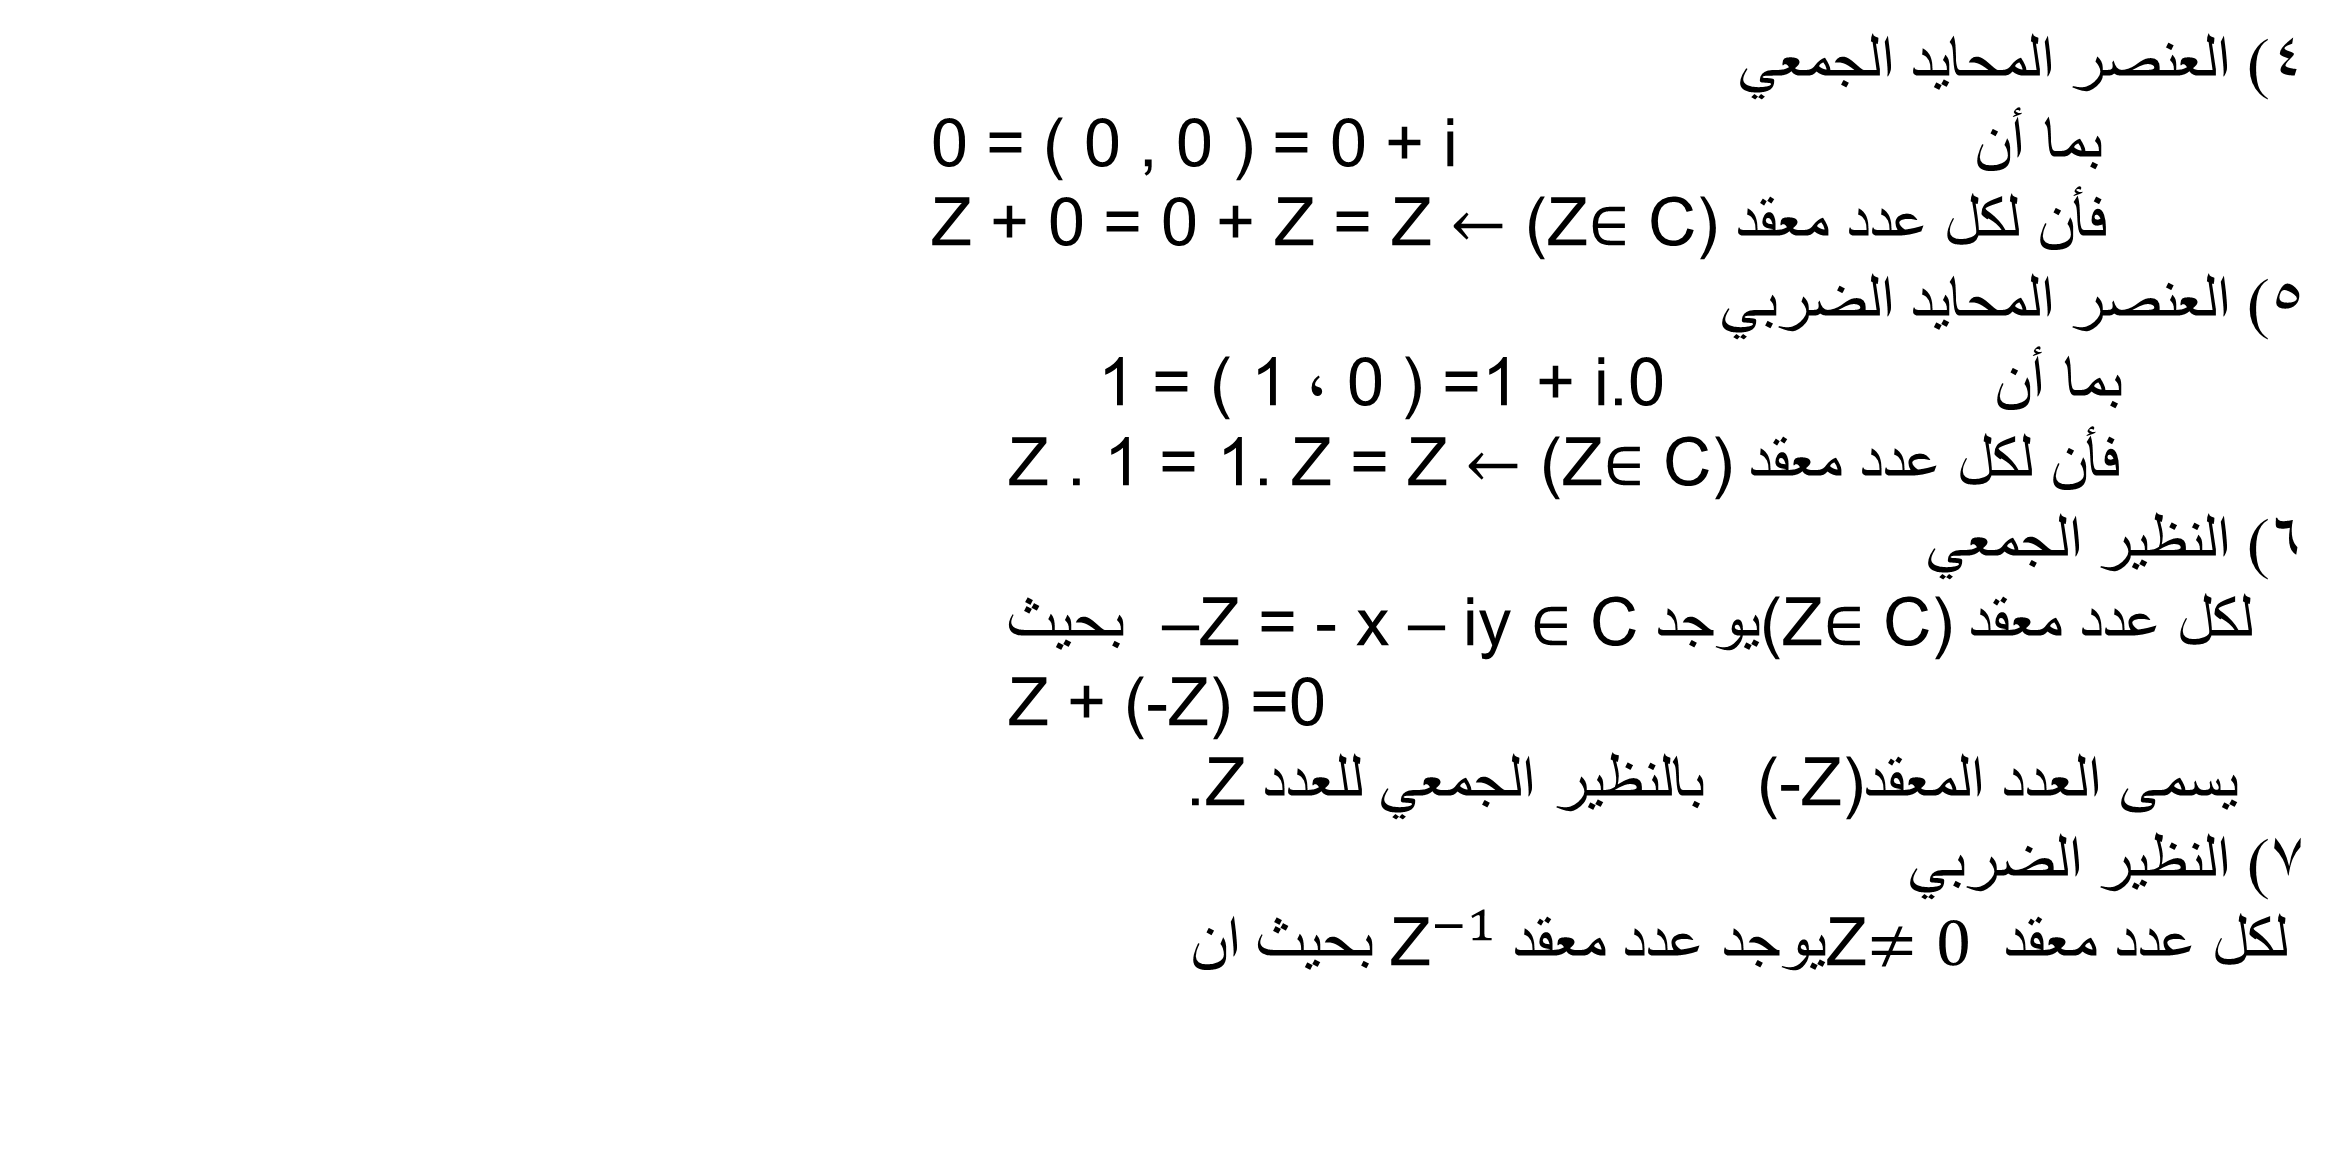 ٤) العنصر المحايد الجمعي
بما أن 0 = ( 0 , 0 ) = 0 + i
فأن لكل عدد معقد (Z∈ C) ← Z + 0 = 0 + Z = Z
٥) العنصر المحايد الضربي
بما أن 1 = ( 1 ، 0 ) =1 + i.0
فأن لكل عدد معقد (Z∈ C) ← Z . 1 = 1. Z = Z
٦) النظير الجمعي
لكل عدد معقد (Z∈ C)يوجد –Z = - x – iy ∈ C بحيث
Z + (-Z) =0
يسمى العدد المعقد(-Z) بالنظير الجمعي للعدد Z.
٧) النظير الضربي
لكل عدد معقد Z≠ 0يوجد عدد معقد Z⁻¹ بحيث ان